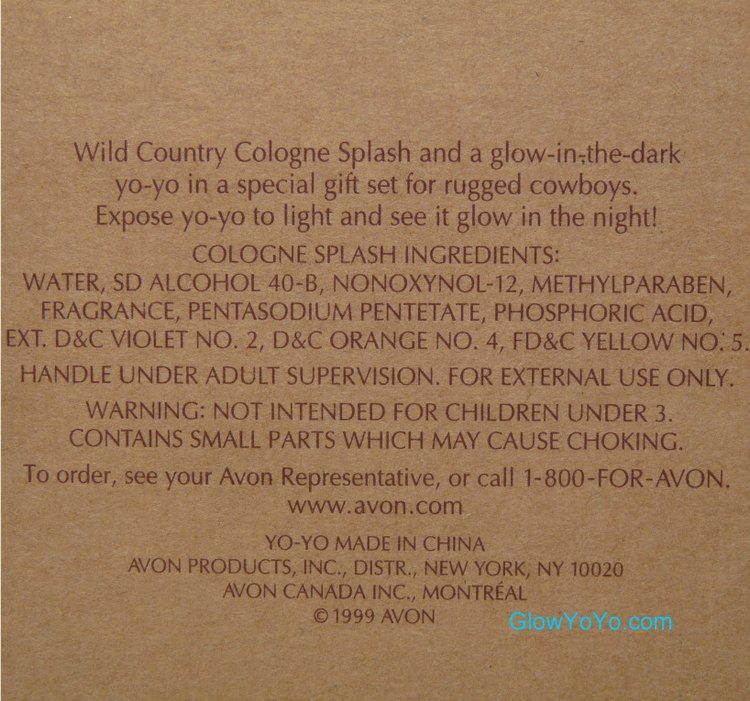 Wild Country Cologne Splash and a glow-in-the-dark
yo-yo in a special gift set for rugged cowboys.
Expose yo-yo to light and see it glow in the night!
COLOGNE SPLASH INGREDIENTS:
WATER, SD ALCOHOL 40-B, NONOXYNOL-12, METHYLPARABEN,
FRAGRANCE, PENTASODIUM PENTETATE, PHOSPHORIC ACID,
EXT. D&C VIOLET NO. 2, D&C ORANGE NO. 4, FD&C YELLOW NO. 5.
HANDLE UNDER ADULT SUPERVISION. FOR EXTERNAL USE ONLY.
WARNING: NOT INTENDED FOR CHILDREN UNDER 3.
CONTAINS SMALL PARTS WHICH MAY CAUSE CHOKING.
To order, see your Avon Representative, or call 1-800-FOR-AVON.
www.avon.com
YO-YO MADE IN CHINA
AVON PRODUCTS, INC., DISTR., NEW YORK, NY 10020
AVON CANADA INC., MONTRÉAL
© 1999 AVON
GlowYoYo.com